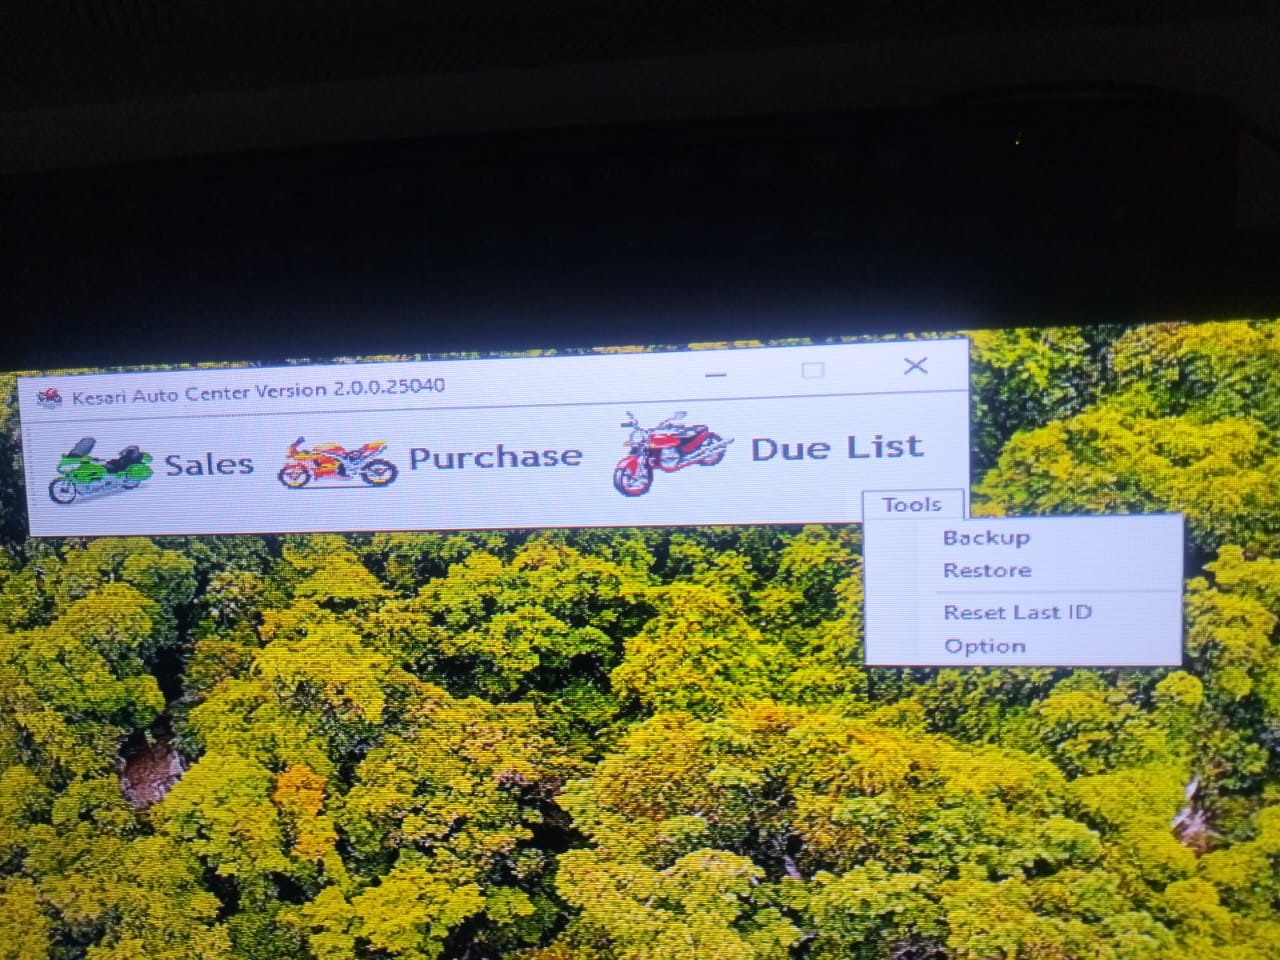 Kesari Auto Center Version 2.0.0.25040
Sales Purchase Due List
Tools
Backup
Restore
Reset Last ID
Option